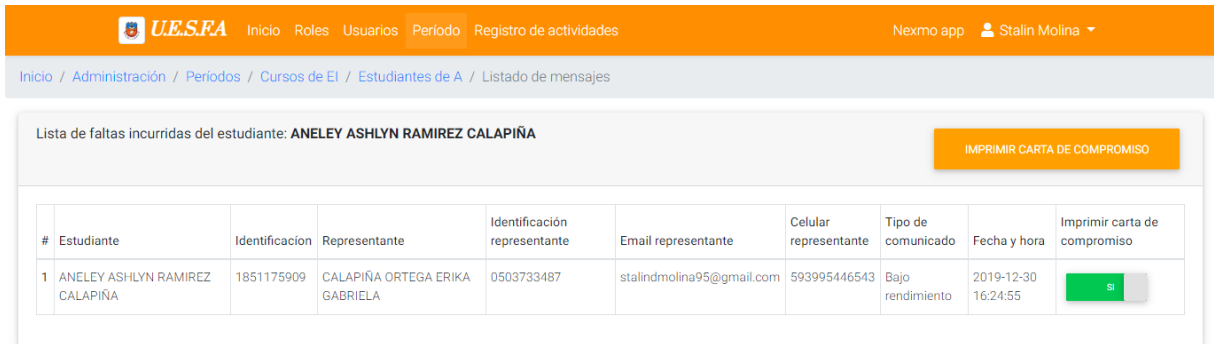 U.E.S.F.A Inicio Roles Usuarios Período Registro de actividades Nexmo app Stalin Molina
Inicio / Administración / Períodos / Cursos de EI / Estudiantes de A / Listado de mensajes
Lista de faltas incurridas del estudiante: ANELEY ASHLYN RAMIREZ CALAPIÑA
IMPRIMIR CARTA DE COMPROMISO
# Estudiante Identificacíon Representante Identificación representante Email representante Celular representante Tipo de comunicado Fecha y hora Imprimir carta de compromiso
1 ANELEY ASHLYN RAMIREZ CALAPIÑA 1851175909 CALAPIÑA ORTEGA ERIKA GABRIELA 0503733487 stalindmolina95@gmail.com 593995446543 Bajo rendimiento 2019-12-30 16:24:55 SI